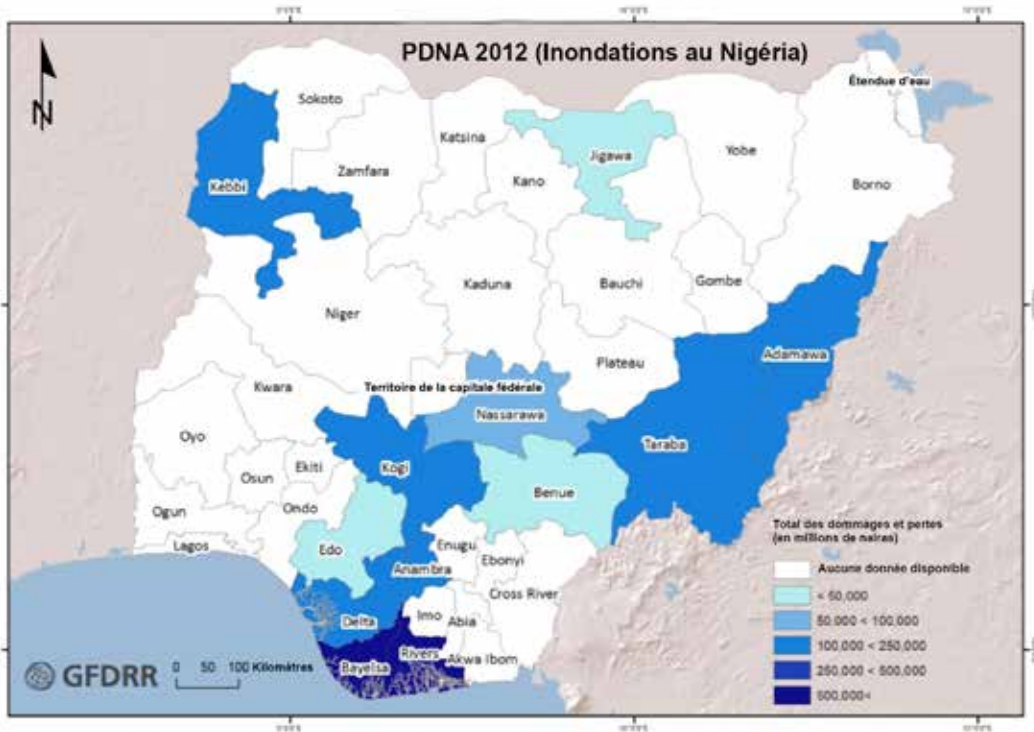 PDNA 2012 (Inondations au Nigéria)
N
Étendue d'eau
Sokoto
Katsina
Jigawa
Yobe
Zamfara
Kano
Kebbi
Borno
Kaduna
Bauchi
Gombe
Niger
Adamawa
Plateau
Kwara
Territoire de la capitale fédérale
Nassarawa
Oyo
Taraba
Kogi
Ekiti
Osun
Benue
Ogun
Ondo
Lagos
Edo
Enugu
Ebonyi
Anambra
Cross River
Delta
Imo
Abia
Rivers
Bayelsa
Akwa Ibom
Total des dommages et pertes
(en millions de nairas)
Aucune donnée disponible
< 50,000
50,000 < 100,000
100,000 < 250,000
250,000 < 500,000
500,000<
GFDRR
0 50 100 Kilomètres